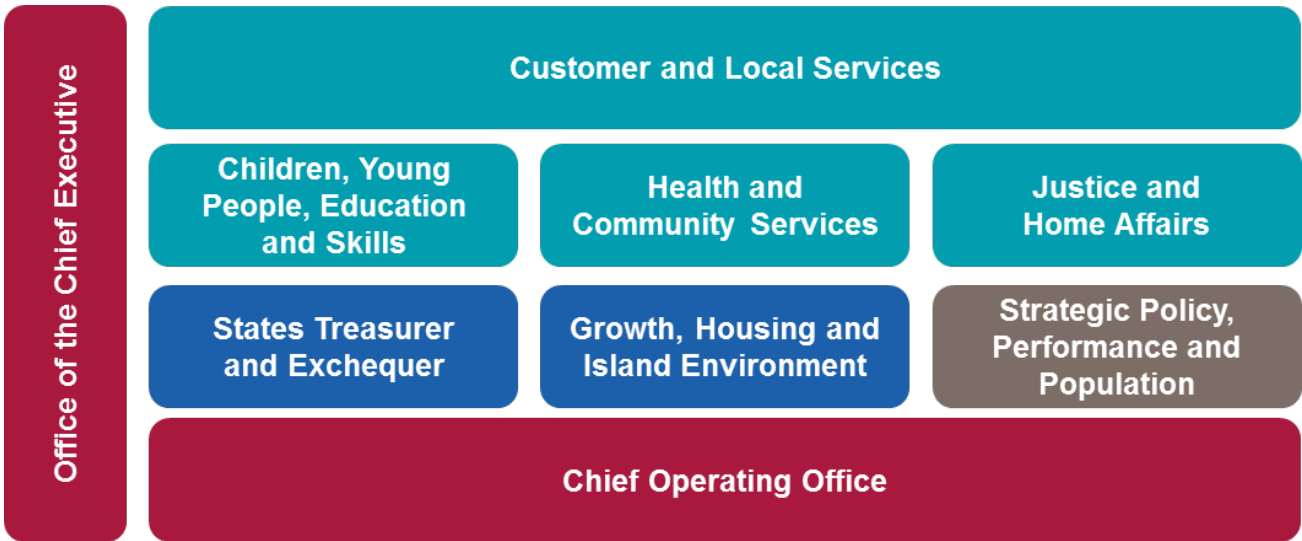 Office of the Chief Executive
Customer and Local Services
Children, Young
People, Education
and Skills
Health and
Community Services
Justice and
Home Affairs
States Treasurer
and Exchequer
Growth, Housing and
Island Environment
Strategic Policy,
Performance and
Population
Chief Operating Office